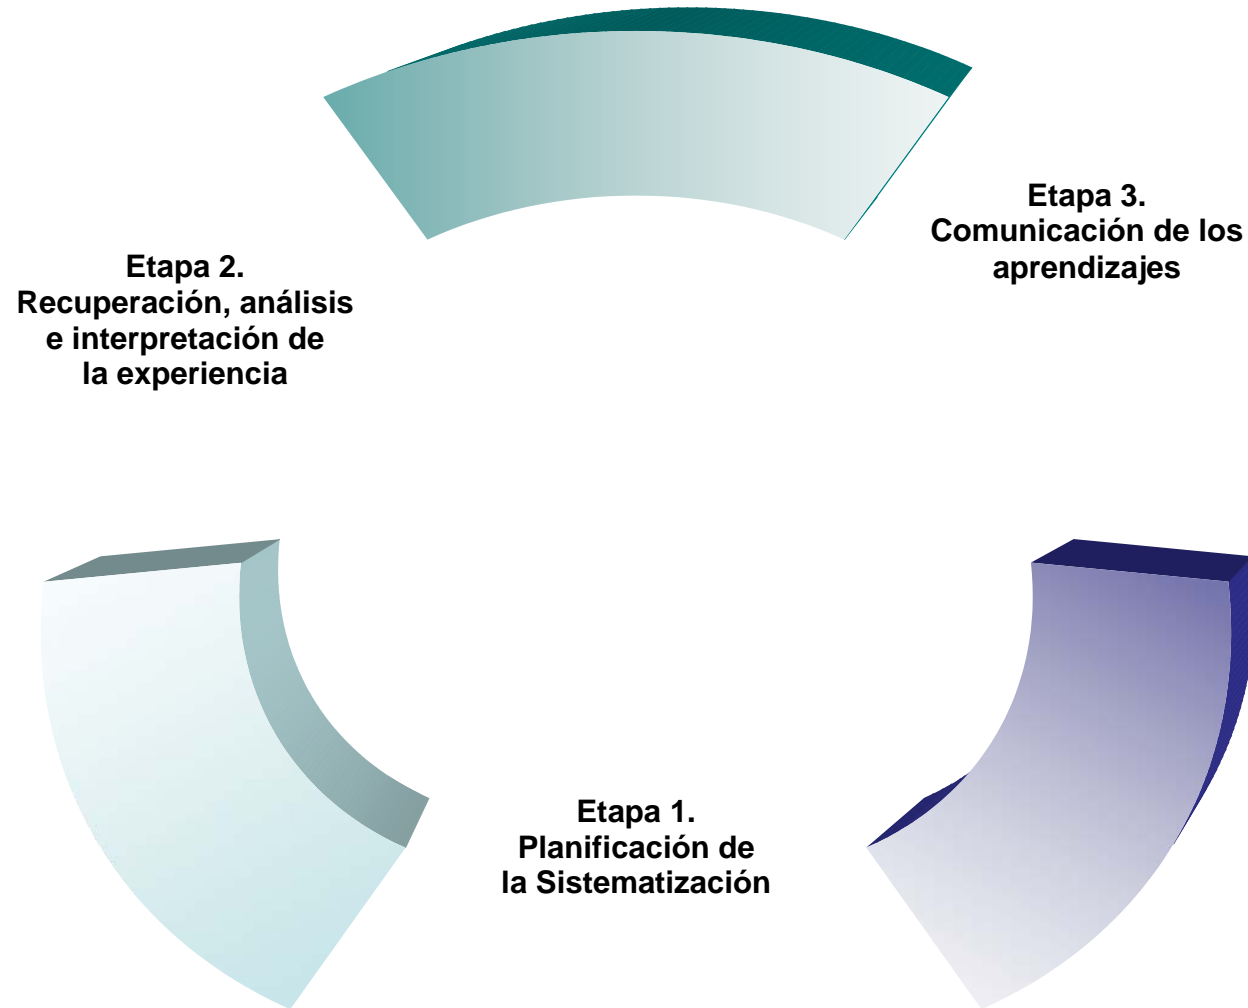 Etapa 3.
Comunicación de los
aprendizajes
Etapa 2.
Recuperación, análisis
e interpretación de
la experiencia
Etapa 1.
Planificación de
la Sistematización